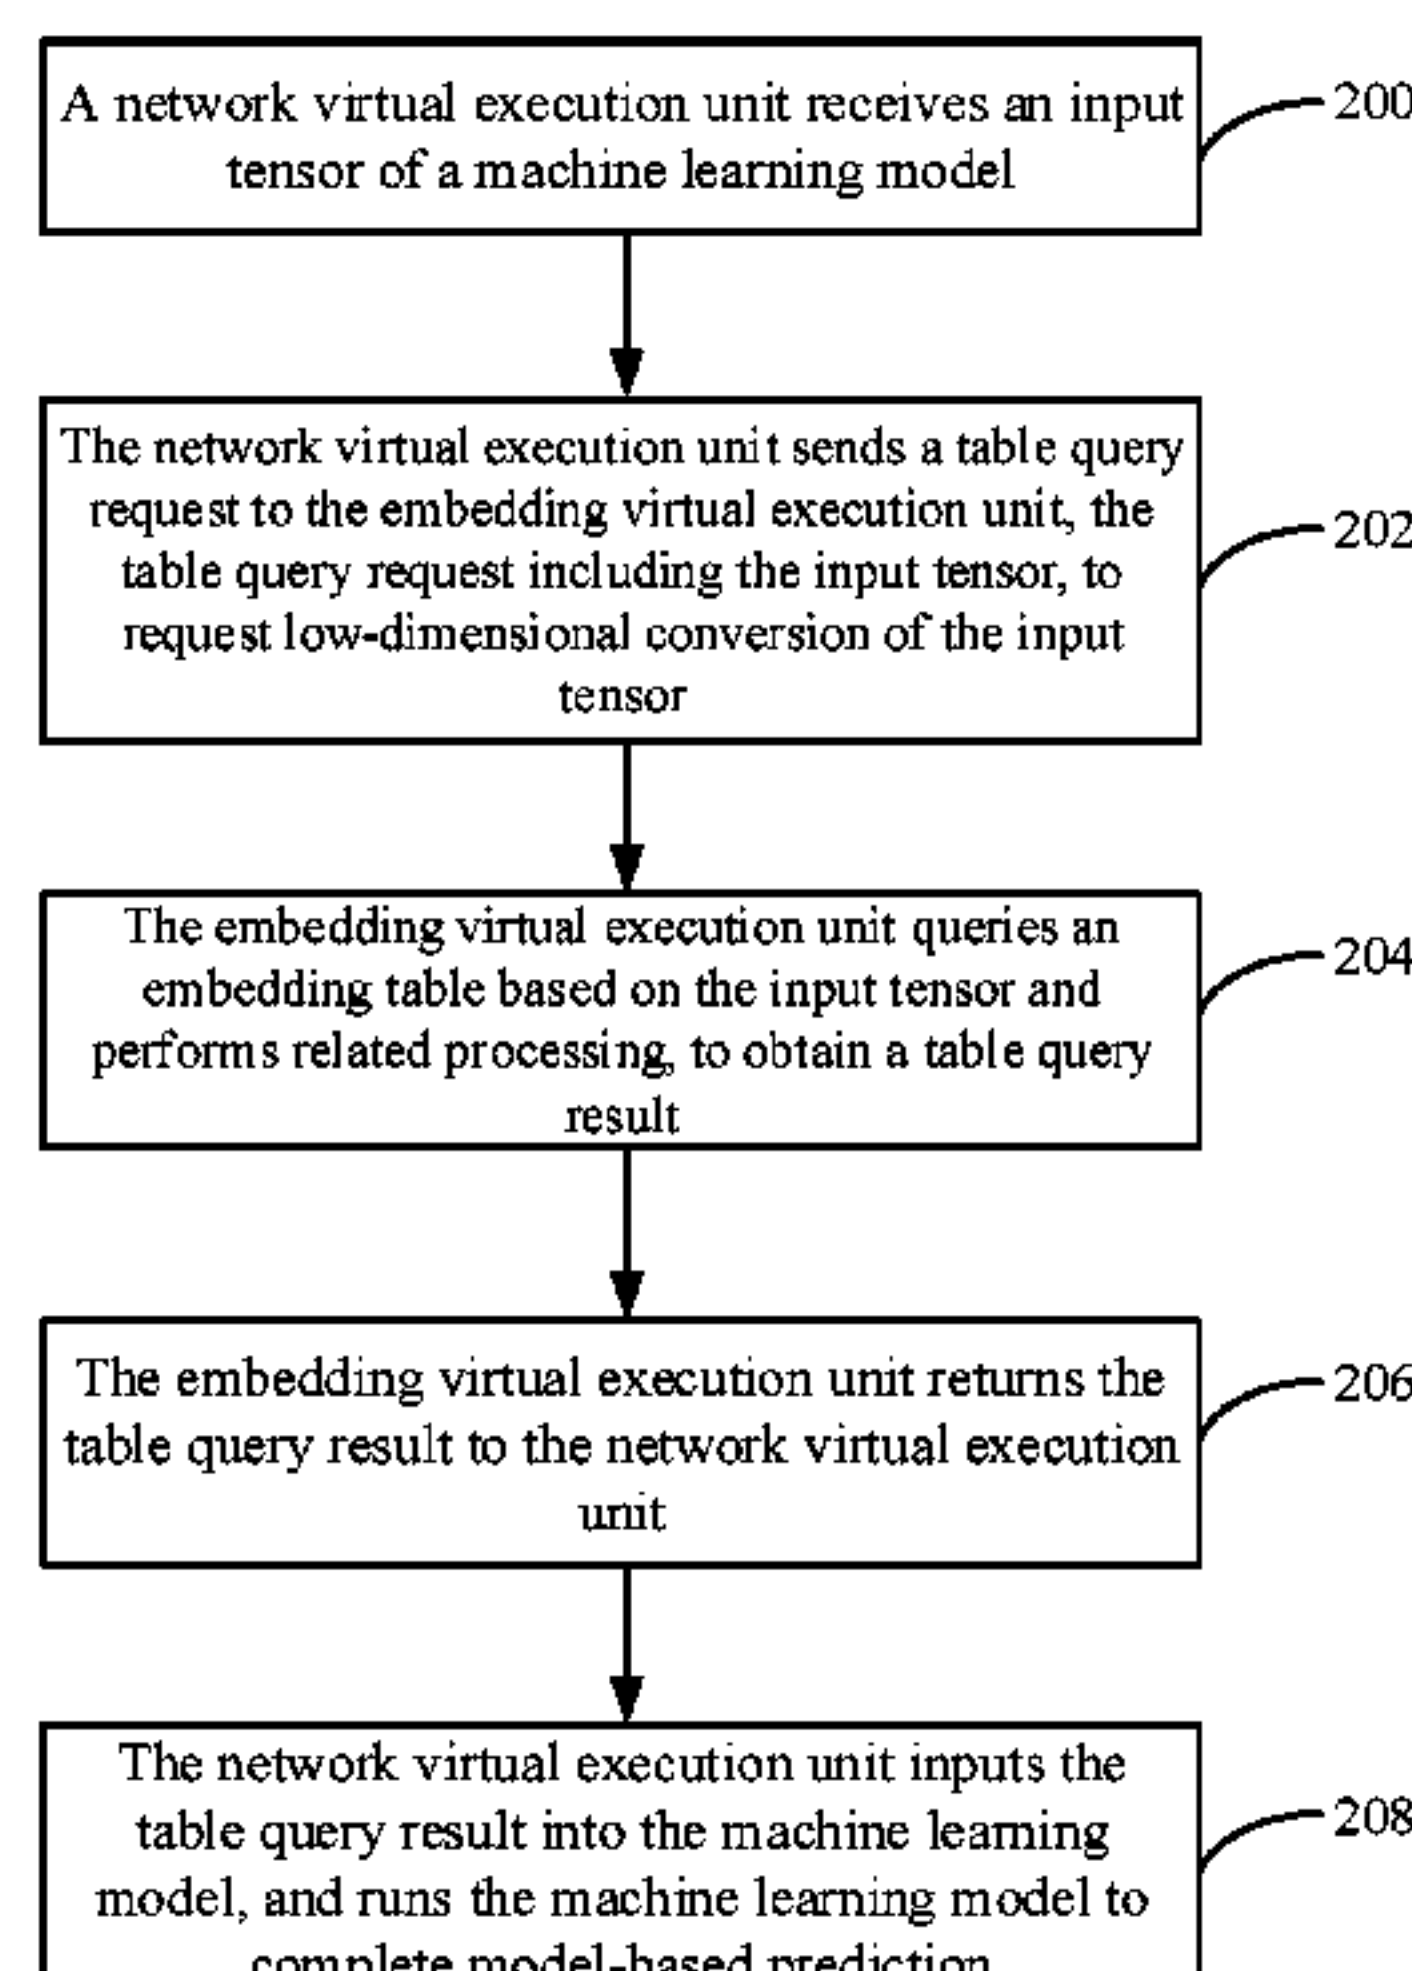 A network virtual execution unit receives an input
tensor of a machine learning model
200
The network virtual execution unit sends a table query
request to the embedding virtual execution unit, the
table query request including the input tensor, to
request low-dimensional conversion of the input
tensor
202
The embedding virtual execution unit queries an
embedding table based on the input tensor and
performs related processing, to obtain a table query
result
204
The embedding virtual execution unit returns the
table query result to the network virtual execution
unit
206
The network virtual execution unit inputs the
table query result into the machine learning
model, and runs the machine learning model to
complete model-based prediction
208